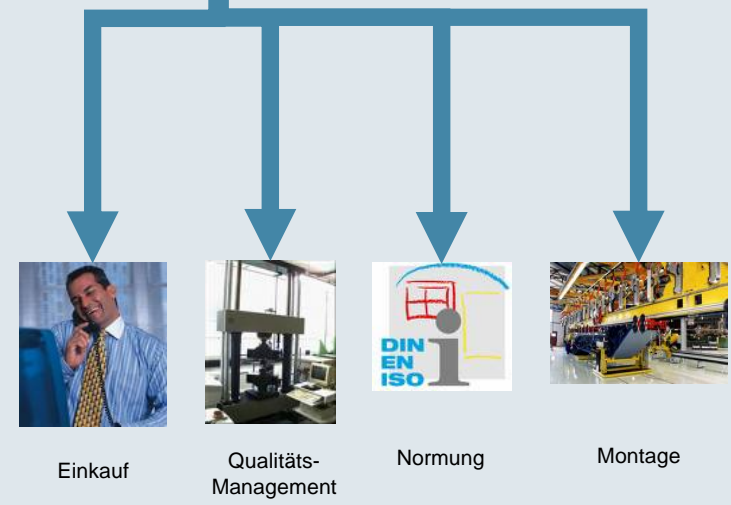 DIN
EN
ISO
Einkauf
Qualitäts-
Management
Normung
Montage